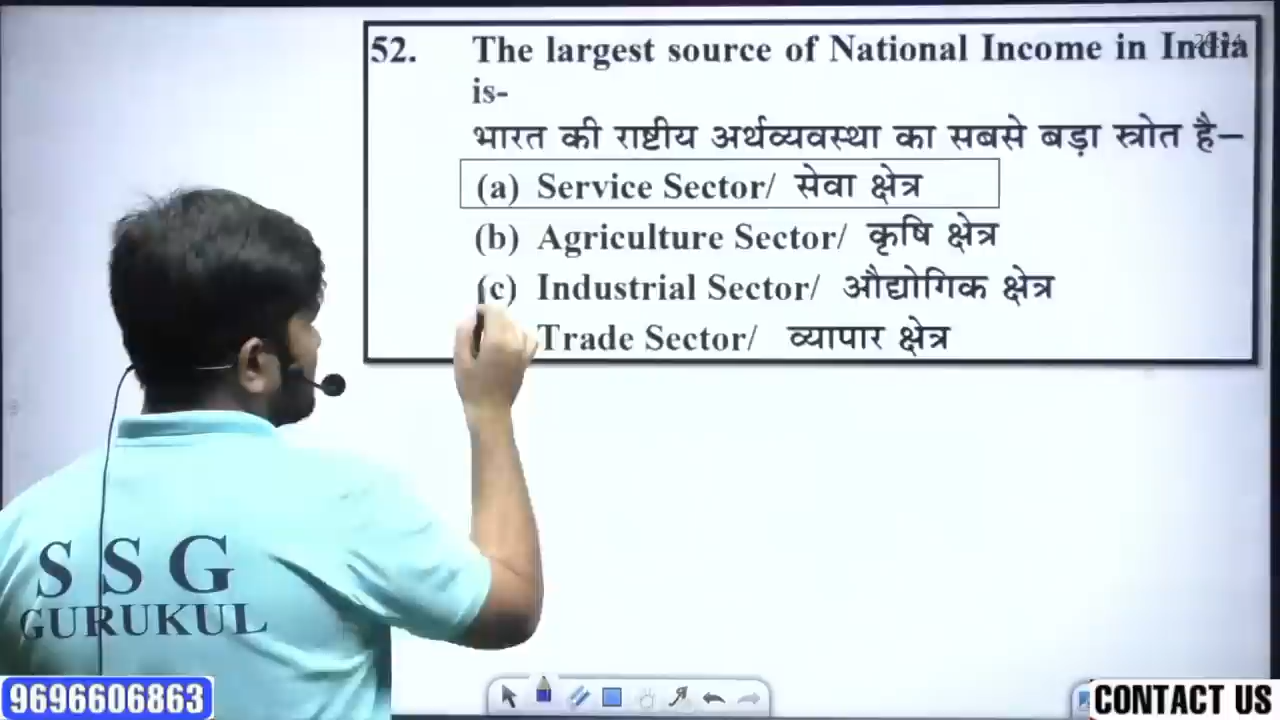 52. The largest source of National Income in India
is-
भारत की राष्टीय अर्थव्यवस्था का सबसे बड़ा स्त्रोत है–
(a) Service Sector/ सेवा क्षेत्र
(b) Agriculture Sector/ कृषि क्षेत्र
(c) Industrial Sector/ औद्योगिक क्षेत्र
Trade Sector/ व्यापार क्षेत्र
S S G
GURUKUL
9696606863
CONTACT US